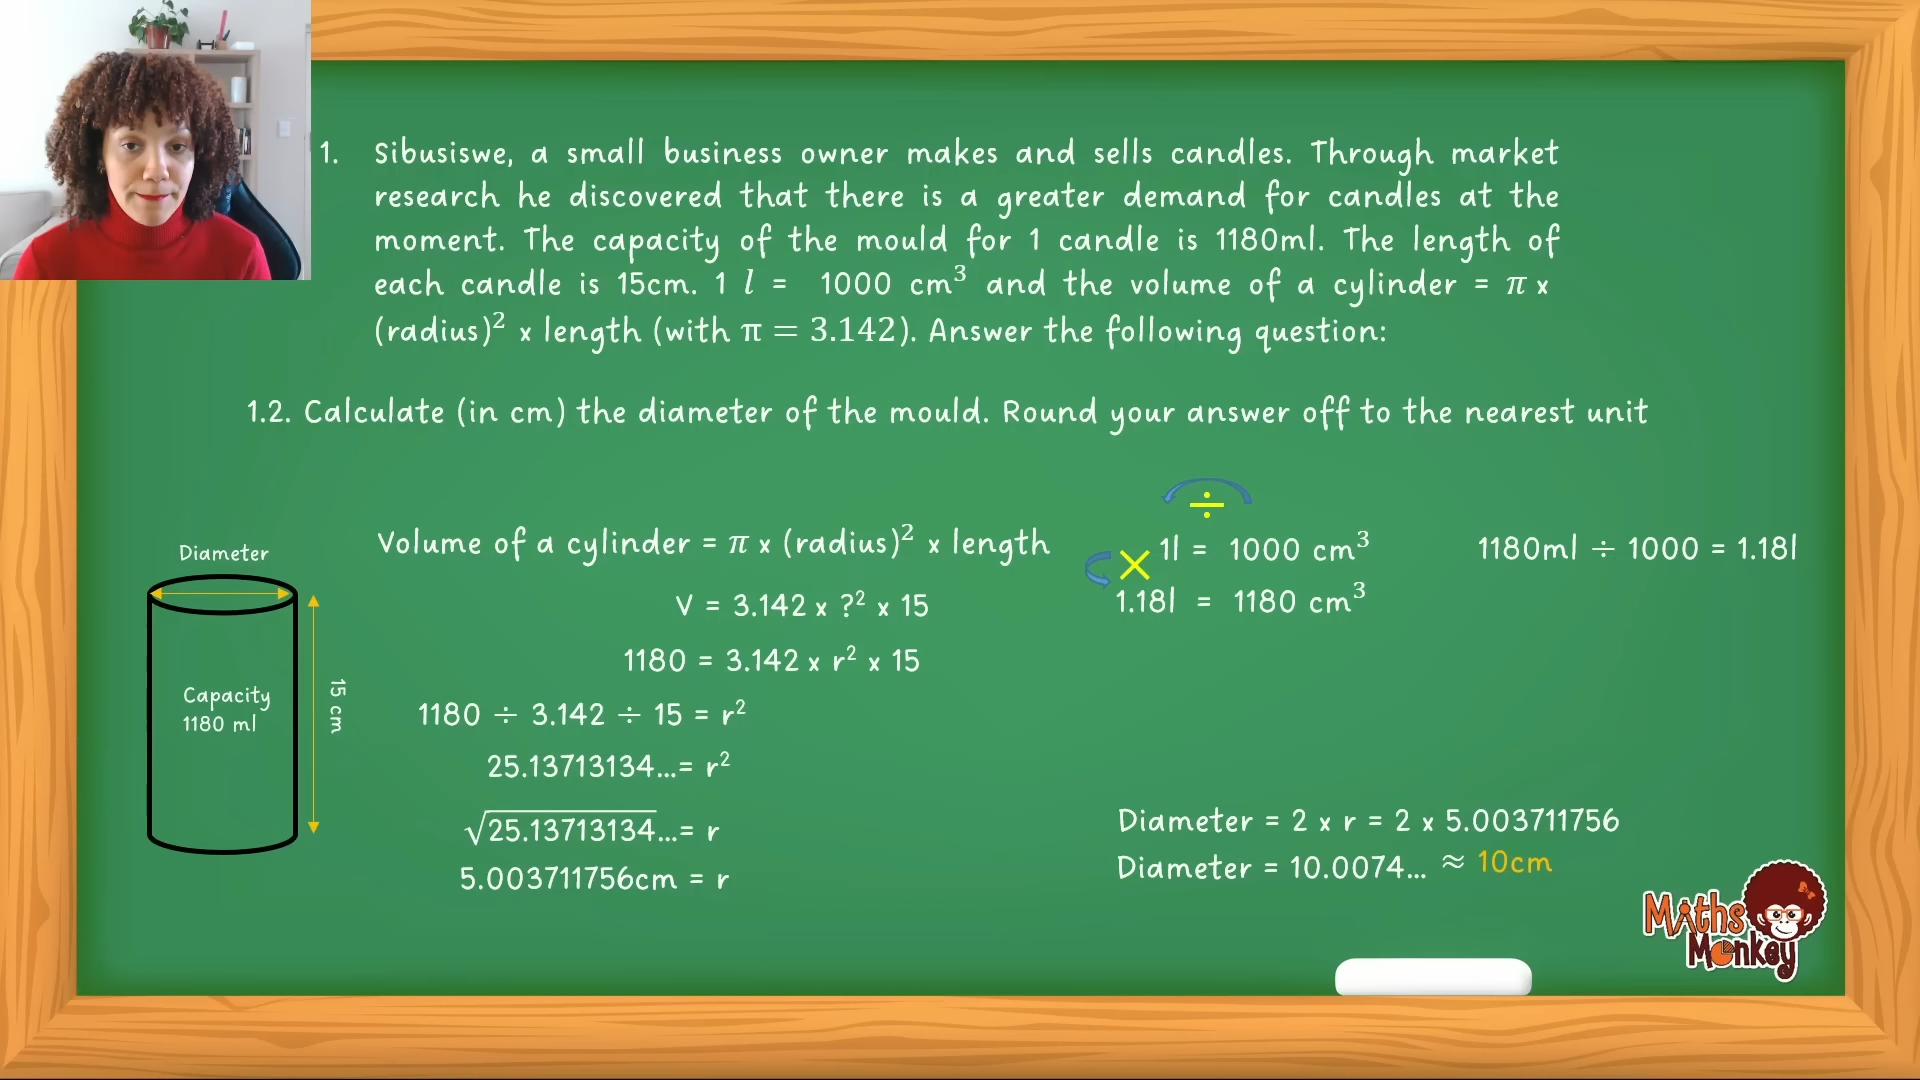 1. Sibusiswe, a small business owner makes and sells candles. Through market
research he discovered that there is a greater demand for candles at the
moment. The capacity of the mould for 1 candle is 1180ml. The length of
each candle is 15cm. 1 l = 1000 cm³ and the volume of a cylinder = π x
(radius)² x length (with π = 3.142). Answer the following question:
1.2. Calculate (in cm) the diameter of the mould. Round your answer off to the nearest unit
Diameter
Capacity
1180 ml
15 cm
Volume of a cylinder = π x (radius)² x length
V = 3.142 x ?² x 15
1180 = 3.142 x r² x 15
1180 ÷ 3.142 ÷ 15 = r²
25.13713134...= r²
√25.13713134...= r
5.003711756cm = r
÷
1l = 1000 cm³
×
1.18l = 1180 cm³
1180ml ÷ 1000 = 1.18l
Diameter = 2 x r = 2 x 5.003711756
Diameter = 10.0074... ≈ 10cm
Maths
Monkey